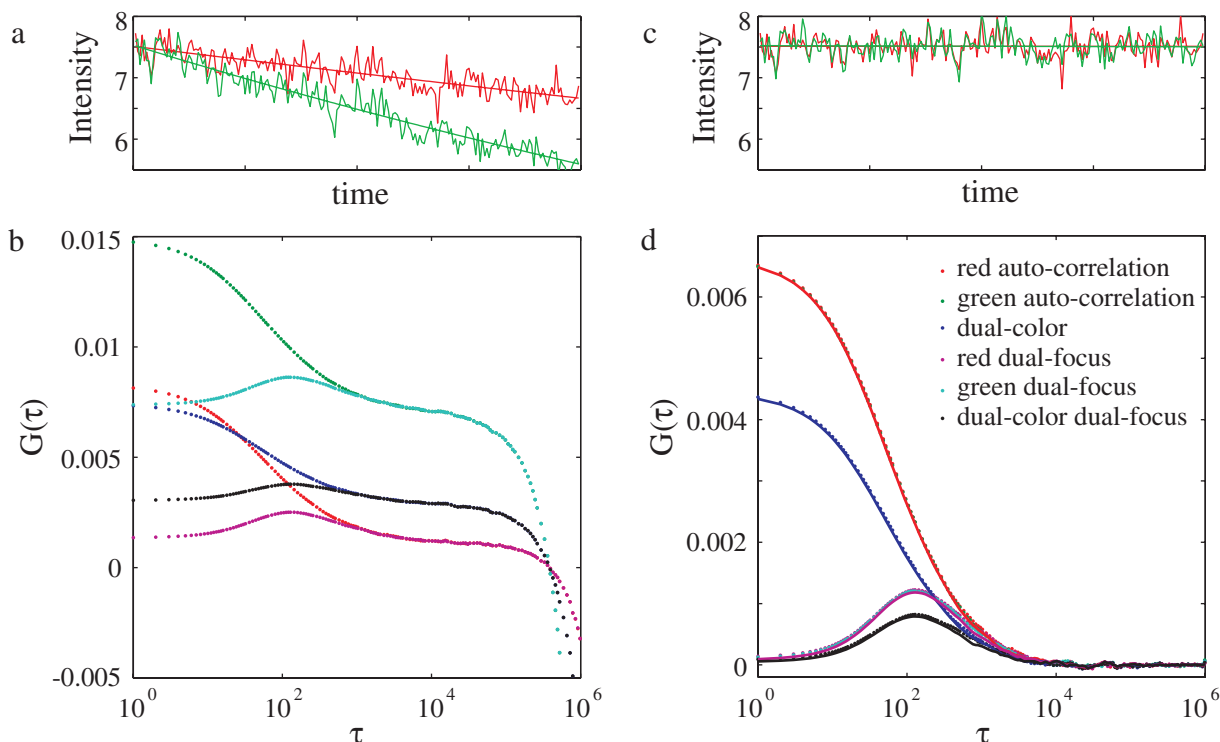 a
8
7
6
Intensity
time
c
8
7
6
Intensity
time
b
0.015
0.01
0.005
0
-0.005
G(τ)
10^0
10^2
10^4
10^6
τ
d
0.006
0.004
0.002
0
G(τ)
red auto-correlation
green auto-correlation
dual-color
red dual-focus
green dual-focus
dual-color dual-focus
10^0
10^2
10^4
10^6
τ